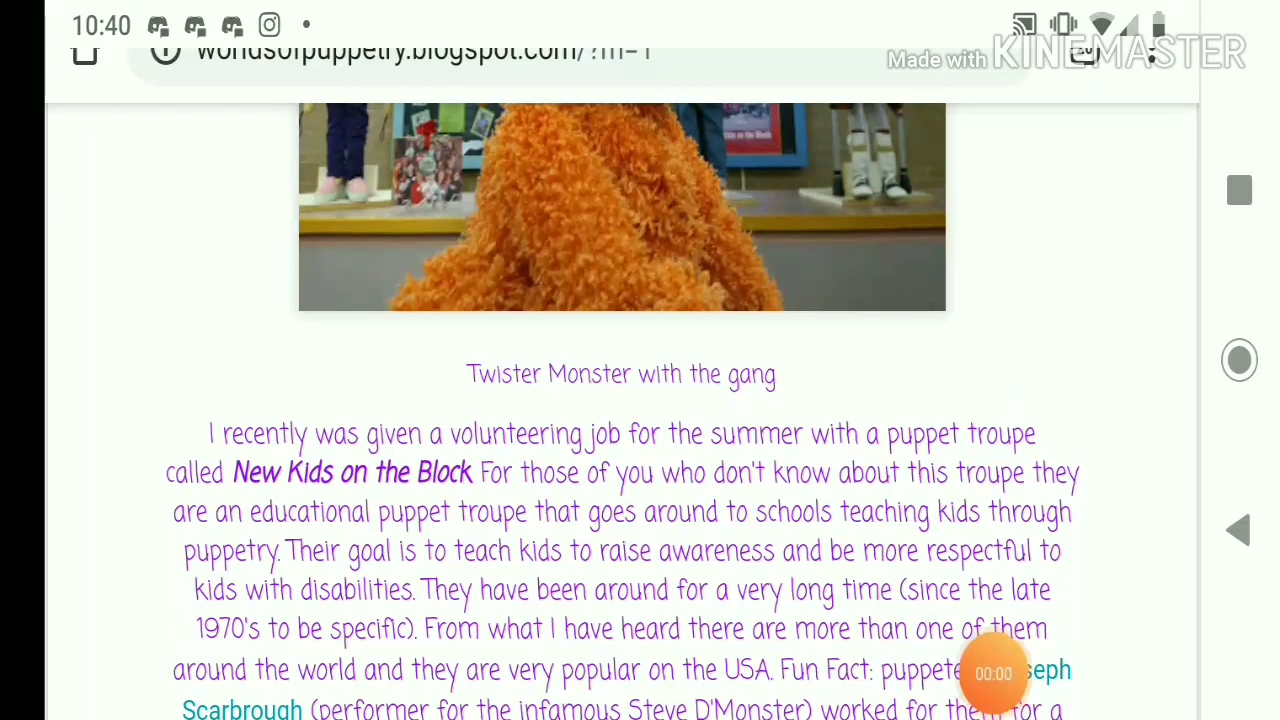 10:40
worldsofpuppetry.blogspot.com/?m=1
Made with KINEMASTER
Twister Monster with the gang
I recently was given a volunteering job for the summer with a puppet troupe
called New Kids on the Block. For those of you who don't know about this troupe they
are an educational puppet troupe that goes around to schools teaching kids through
puppetry. Their goal is to teach kids to raise awareness and be more respectful to
kids with disabilities. They have been around for a very long time (since the late
1970's to be specific). From what I have heard there are more than one of them
around the world and they are very popular on the USA. Fun Fact: puppete seph
00:00
Scarbrough (performer for the infamous Steve D'Monster) worked for them for a